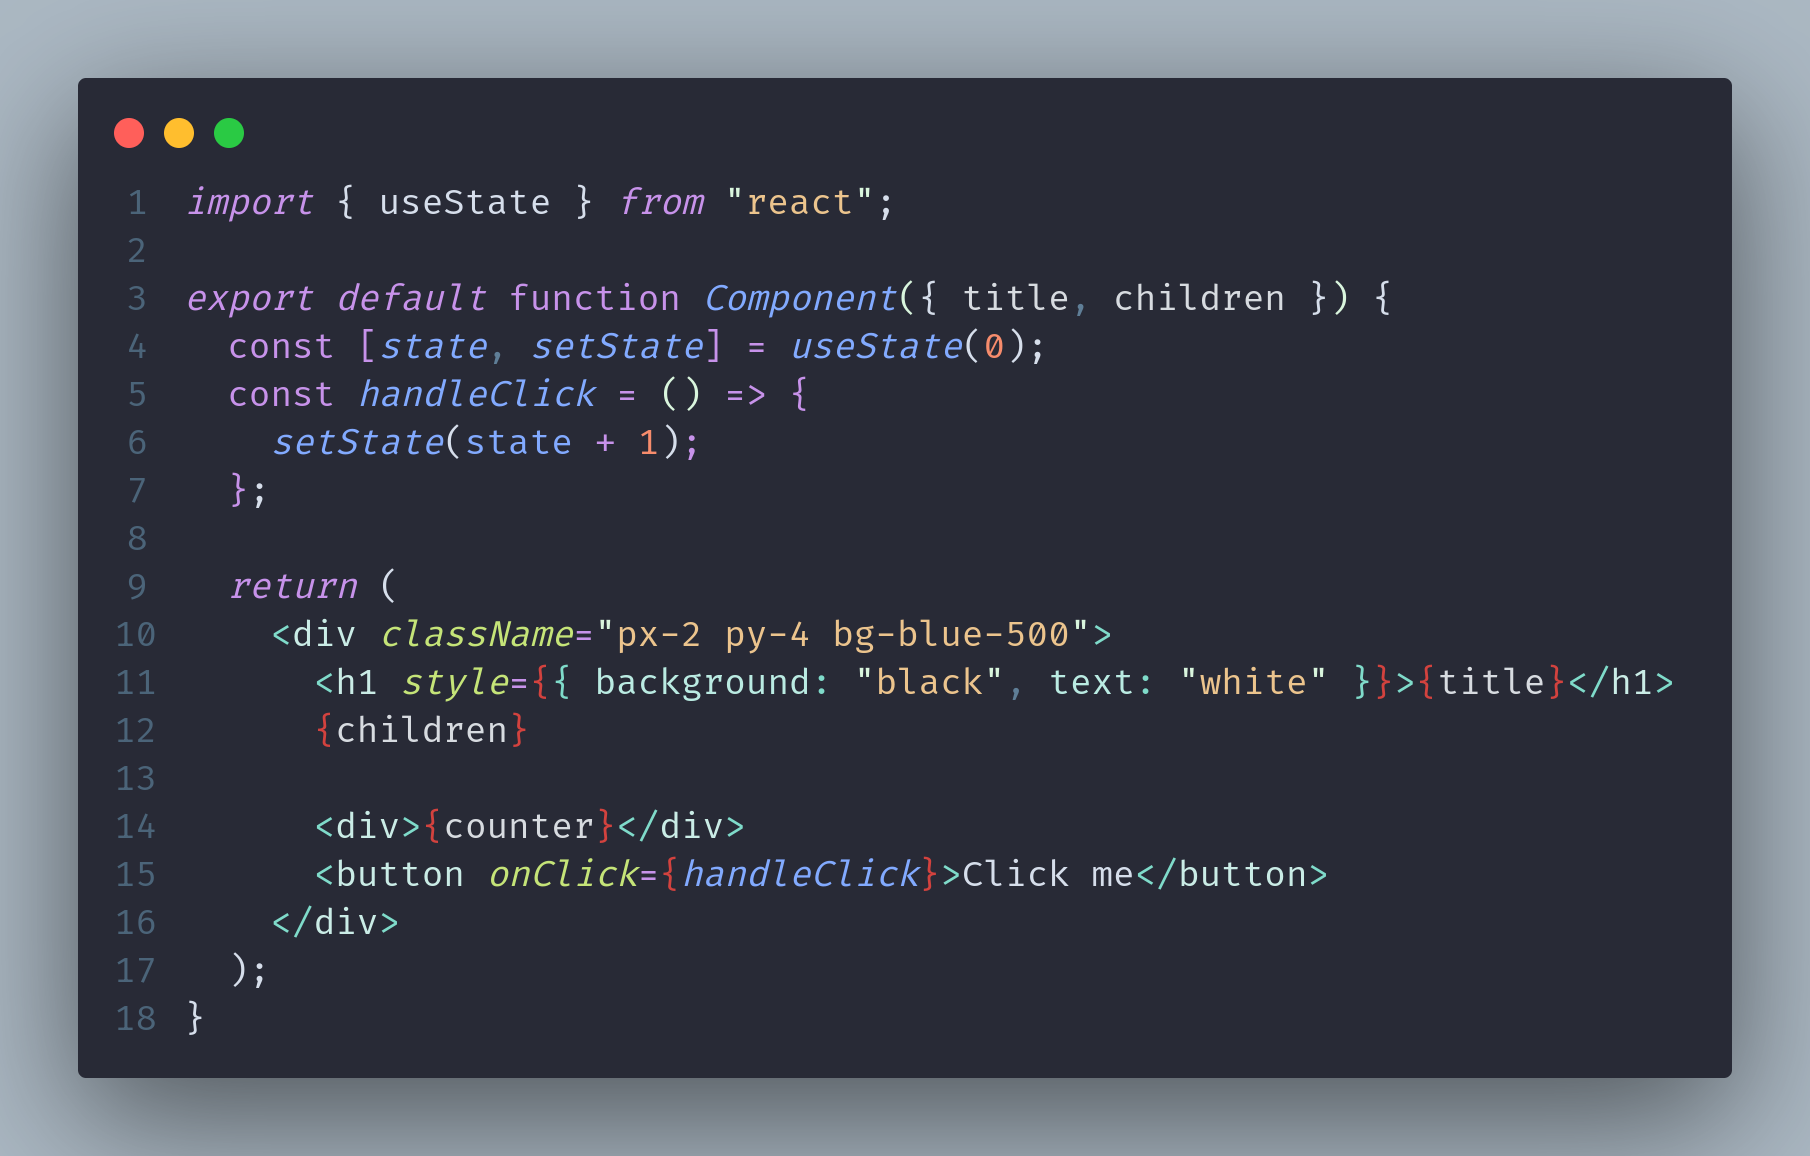 1 import { useState } from "react";
2
3 export default function Component({ title, children }) {
4   const [state, setState] = useState(0);
5   const handleClick = () => {
6     setState(state + 1);
7   };
8
9   return (
10     <div className="px-2 py-4 bg-blue-500">
11       <h1 style={{ background: "black", text: "white" }}>{title}</h1>
12       {children}
13
14       <div>{counter}</div>
15       <button onClick={handleClick}>Click me</button>
16     </div>
17   );
18 }